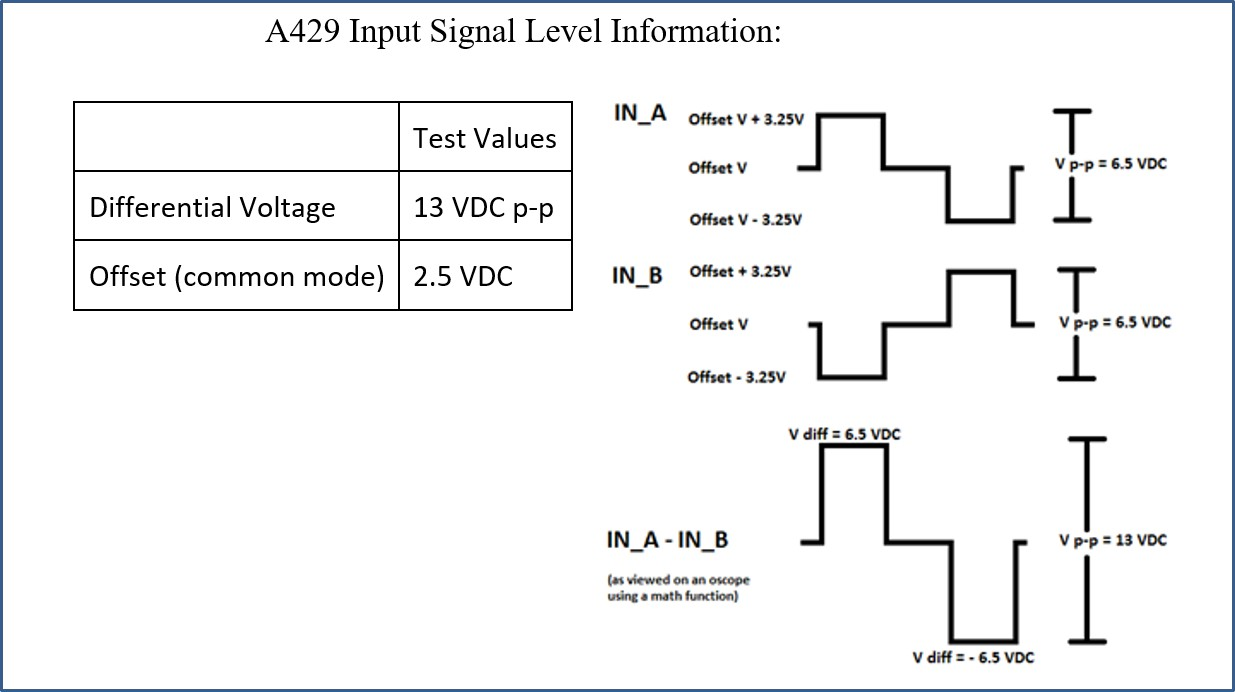 A429 Input Signal Level Information:
Test Values
Differential Voltage 13 VDC p-p
Offset (common mode) 2.5 VDC
IN_A
Offset V + 3.25V
Offset V
Offset V - 3.25V
V p-p = 6.5 VDC
IN_B
Offset + 3.25V
Offset V
Offset - 3.25V
V p-p = 6.5 VDC
V diff = 6.5 VDC
IN_A - IN_B
(as viewed on an oscope
using a math function)
V p-p = 13 VDC
V diff = - 6.5 VDC